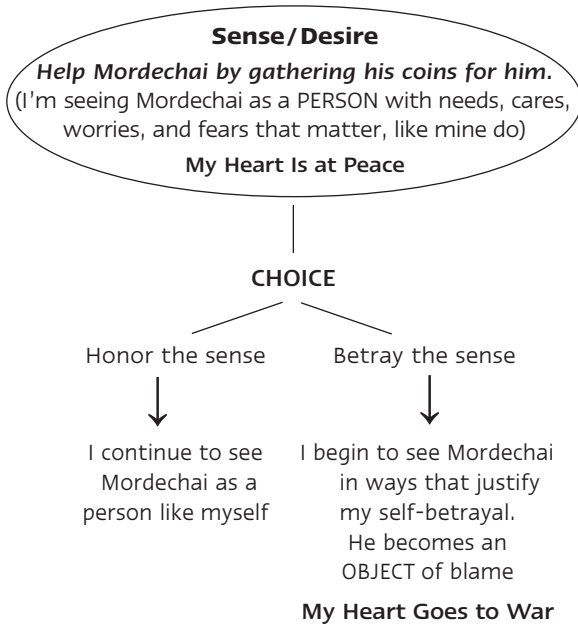 Sense/Desire
Help Mordechai by gathering his coins for him.
(I'm seeing Mordechai as a PERSON with needs, cares,
worries, and fears that matter, like mine do)
My Heart Is at Peace
CHOICE
Honor the sense
Betray the sense
I continue to see
Mordechai as a
person like myself
I begin to see Mordechai
in ways that justify
my self-betrayal.
He becomes an
OBJECT of blame
My Heart Goes to War